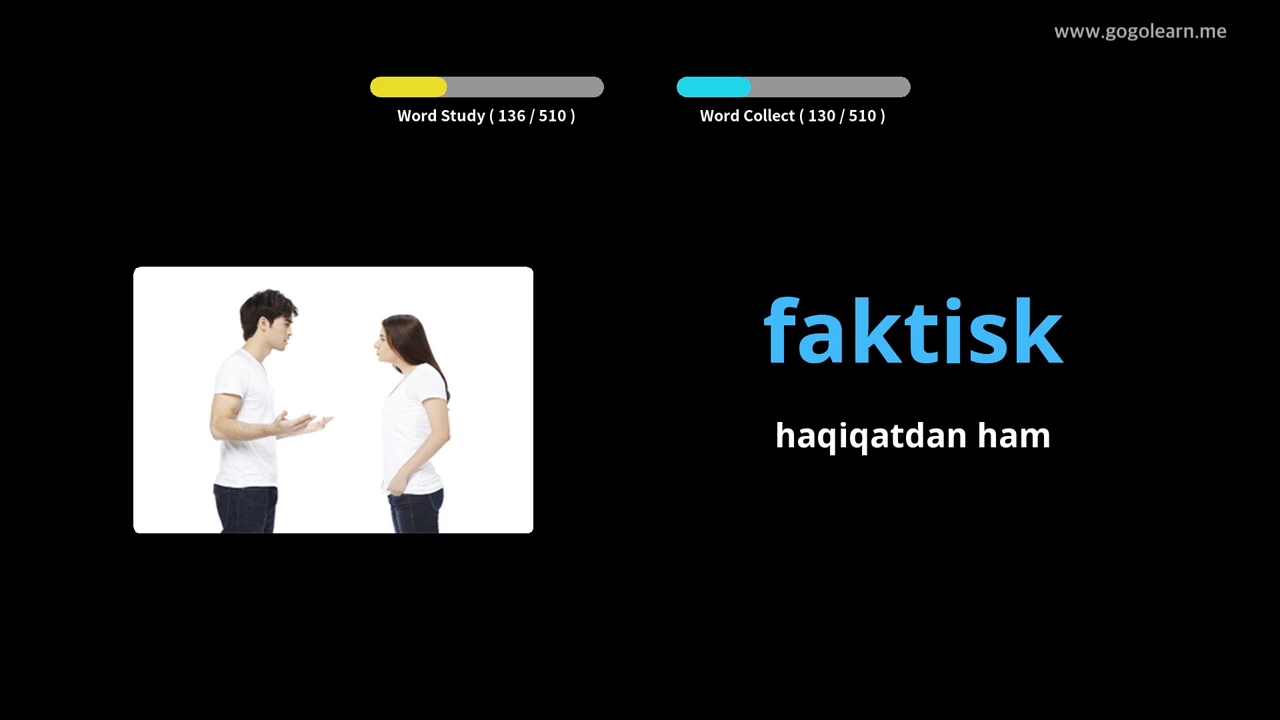 www.gogolearn.me
Word Study ( 136 / 510 )
Word Collect ( 130 / 510 )
faktisk
haqiqatdan ham